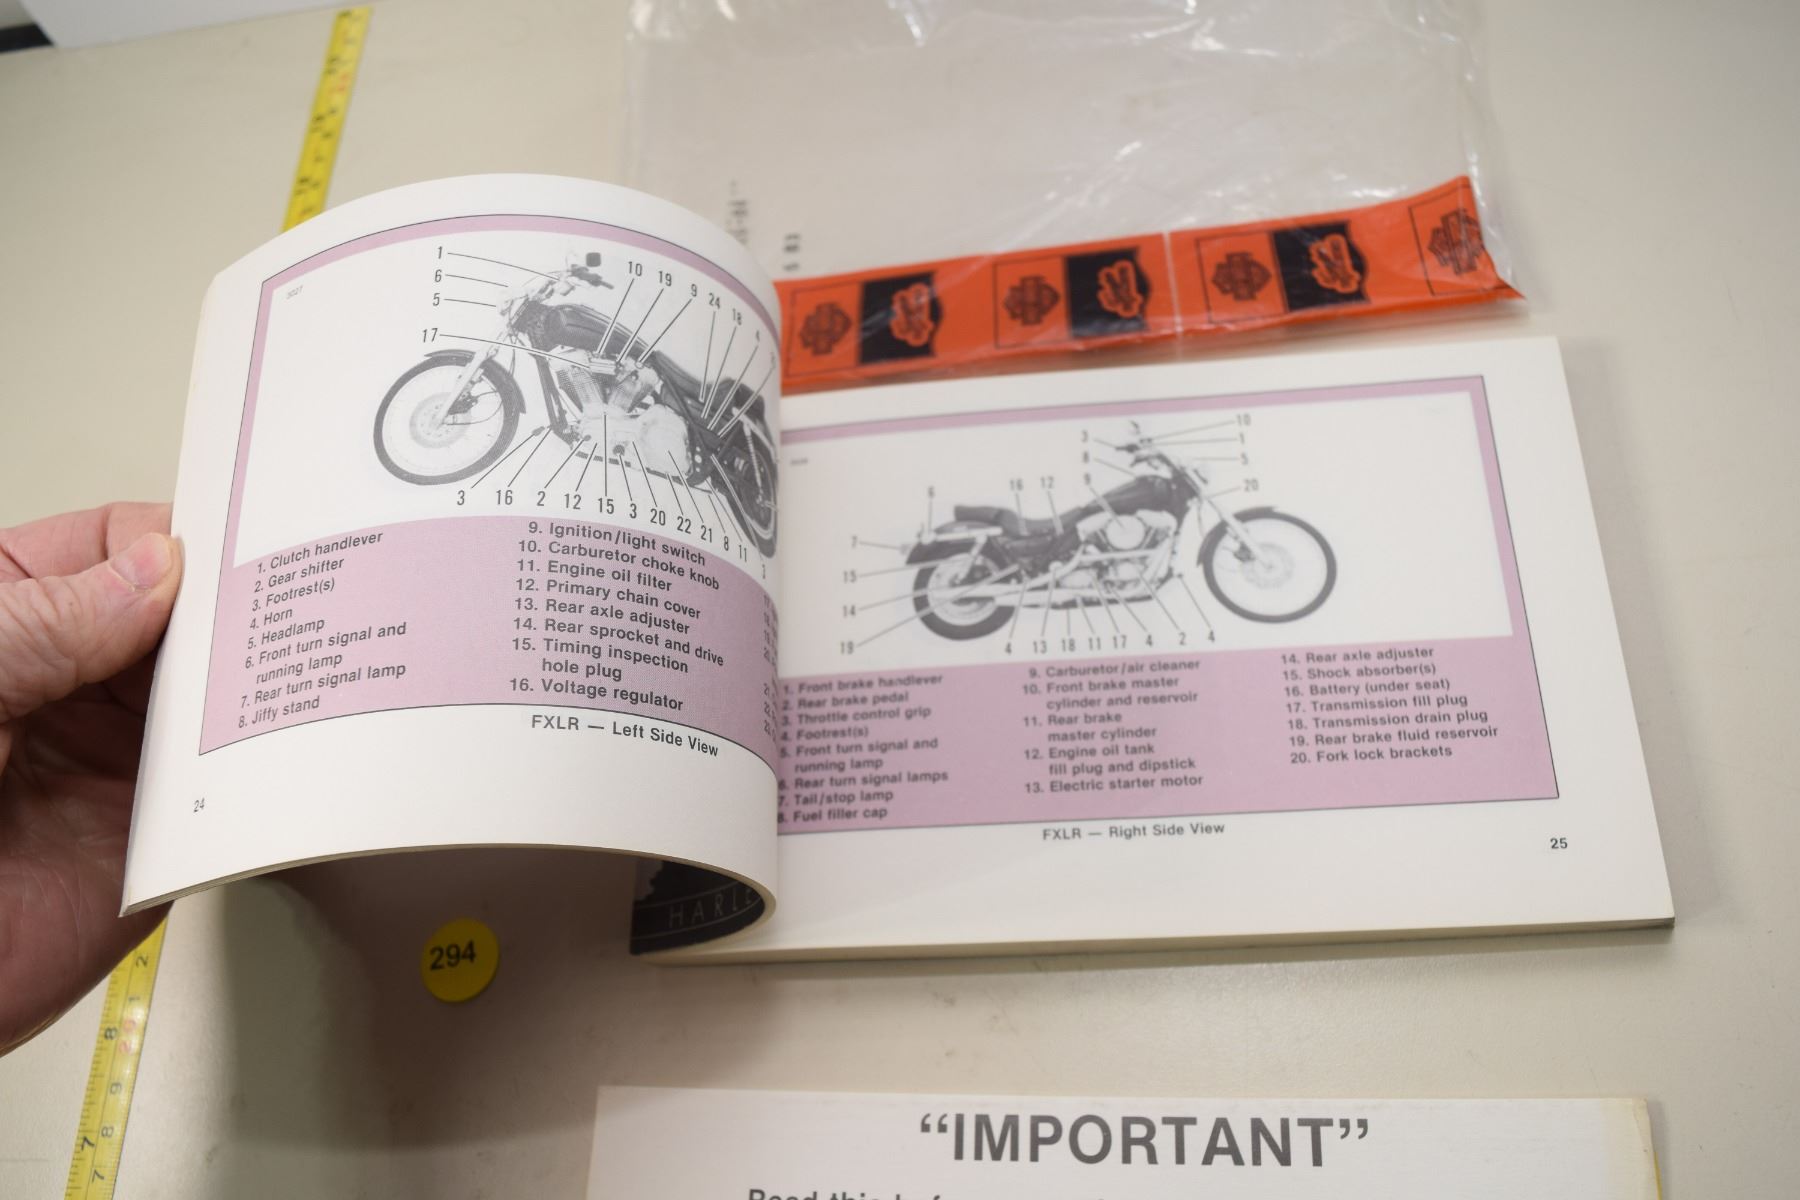 1
6
5
17
10
19
9
24
18
4
3
16
2
12
15
3
20
22
21
8
11
3
1. Clutch handlever
2. Gear shifter
3. Footrest(s)
4. Horn
5. Headlamp
6. Front turn signal and
running lamp
7. Rear turn signal lamp
8. Jiffy stand
9. Ignition/light switch
10. Carburetor choke knob
11. Engine oil filter
12. Primary chain cover
13. Rear axle adjuster
14. Rear sprocket and drive
15. Timing inspection
hole plug
16. Voltage regulator
FXLR — Left Side View
24
3
8
9
10
1
5
20
6
16
12
7
15
14
19
4
13
18
11
17
4
2
4
1. Front brake handlever
2. Rear brake pedal
3. Throttle control grip
4. Footrest(s)
5. Front turn signal and
running lamp
6. Rear turn signal lamps
7. Tail/stop lamp
8. Fuel filler cap
9. Carburetor/air cleaner
10. Front brake master
cylinder and reservoir
11. Rear brake
master cylinder
12. Engine oil tank
fill plug and dipstick
13. Electric starter motor
14. Rear axle adjuster
15. Shock absorber(s)
16. Battery (under seat)
17. Transmission fill plug
18. Transmission drain plug
19. Rear brake fluid reservoir
20. Fork lock brackets
FXLR — Right Side View
25
294
“IMPORTANT”
Read this